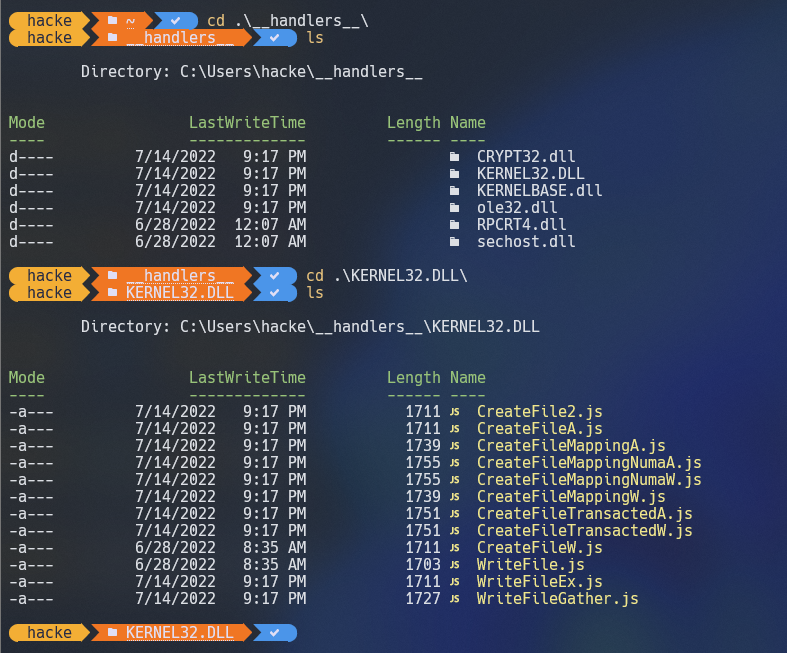 hacke ~ cd .\__handlers__\
hacke __handlers__ ls
Directory: C:\Users\hacke\__handlers__
Mode LastWriteTime Length Name
---- ------------- ------ ----
d---- 7/14/2022 9:17 PM CRYPT32.dll
d---- 7/14/2022 9:17 PM KERNEL32.DLL
d---- 7/14/2022 9:17 PM KERNELBASE.dll
d---- 7/14/2022 9:17 PM ole32.dll
d---- 6/28/2022 12:07 AM RPCRT4.dll
d---- 6/28/2022 12:07 AM sechost.dll
hacke __handlers__ cd .\KERNEL32.DLL\
hacke KERNEL32.DLL ls
Directory: C:\Users\hacke\__handlers__\KERNEL32.DLL
Mode LastWriteTime Length Name
---- ------------- ------ ----
-a--- 7/14/2022 9:17 PM 1711 JS CreateFile2.js
-a--- 7/14/2022 9:17 PM 1711 JS CreateFileA.js
-a--- 7/14/2022 9:17 PM 1739 JS CreateFileMappingA.js
-a--- 7/14/2022 9:17 PM 1755 JS CreateFileMappingNumaA.js
-a--- 7/14/2022 9:17 PM 1755 JS CreateFileMappingNumaW.js
-a--- 7/14/2022 9:17 PM 1739 JS CreateFileMappingW.js
-a--- 7/14/2022 9:17 PM 1751 JS CreateFileTransactedA.js
-a--- 7/14/2022 9:17 PM 1751 JS CreateFileTransactedW.js
-a--- 6/28/2022 8:35 AM 1711 JS CreateFileW.js
-a--- 6/28/2022 8:35 AM 1703 JS WriteFile.js
-a--- 7/14/2022 9:17 PM 1711 JS WriteFileEx.js
-a--- 7/14/2022 9:17 PM 1727 JS WriteFileGather.js
hacke KERNEL32.DLL